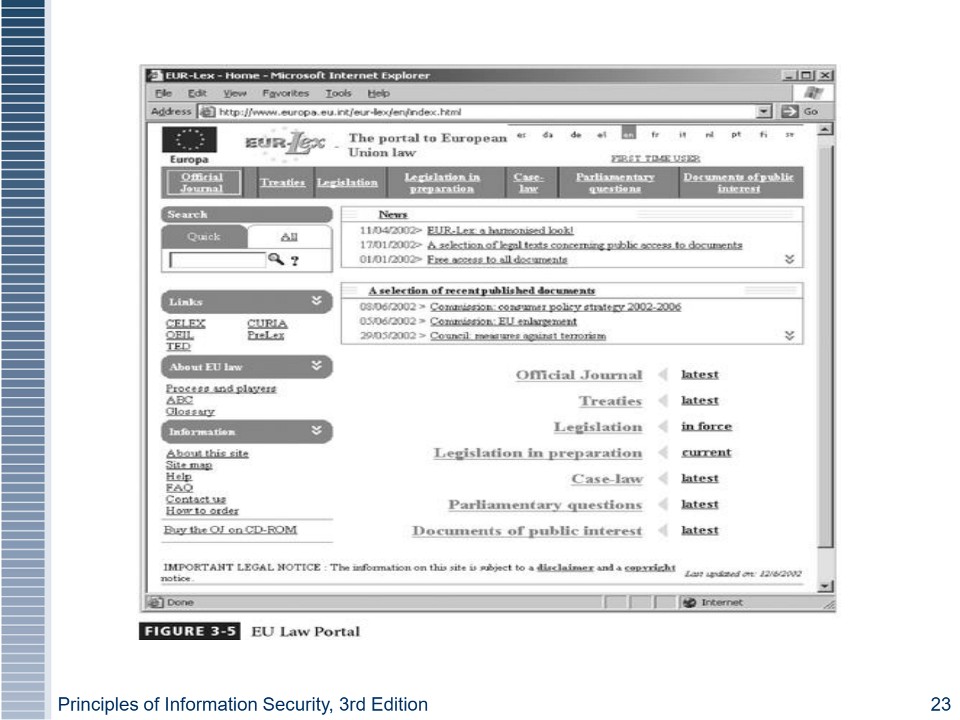 EUR-Lex - Home - Microsoft Internet Explorer
File Edit View Favorites Tools Help
Address http://www.europa.eu.int/eur-lex/en/index.html Go
Europa
EUR-Lex - The portal to European
Union law
es da de el en fr it nl pt fi sv
FIRST TIME USER
Official
Journal
Treaties
Legislation
Legislation in
preparation
Case-
law
Parliamentary
questions
Documents of public
interest
Search
Quick All
?
Links
CELEX CURIA
OEIL PreLex
TED
About EU law
Process and players
ABC
Glossary
Information
About this site
Site map
Help
FAQ
Contact us
How to order
Buy the OJ on CD-ROM
News
11/04/2002> EUR-Lex: a harmonised look!
17/01/2002> A selection of legal texts concerning public access to documents
01/01/2002> Free access to all documents
A selection of recent published documents
08/06/2002 > Commission: consumer policy strategy 2002-2006
05/06/2002 > Commission: EU enlargement
29/05/2002 > Council: measures against terrorism
Official Journal latest
Treaties latest
Legislation in force
Legislation in preparation current
Case-law latest
Parliamentary questions latest
Documents of public interest latest
IMPORTANT LEGAL NOTICE : The information on this site is subject to a disclaimer and a copyright
notice.
Last updated on: 12/6/2002
Done Internet
FIGURE 3-5 EU Law Portal
Principles of Information Security, 3rd Edition 23